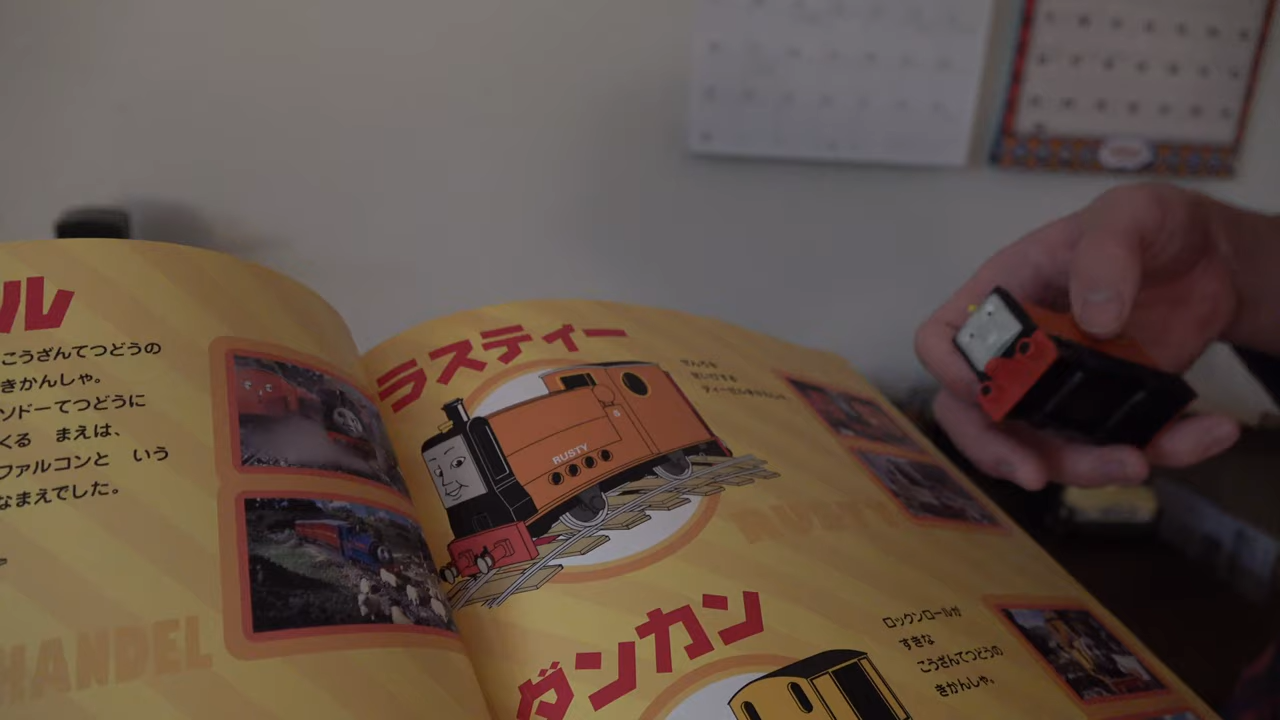 ル
こうざんてつどうの
きかんしゃ。
ソドーてつどうに
くる まえは、
ファルコンと いう
なまえでした。
HANDEL
ラスティー
RUSTY
5
RUSTY
ダンカン
ロックンロールが
すきな
こうざんてつどうの
きかんしゃ。